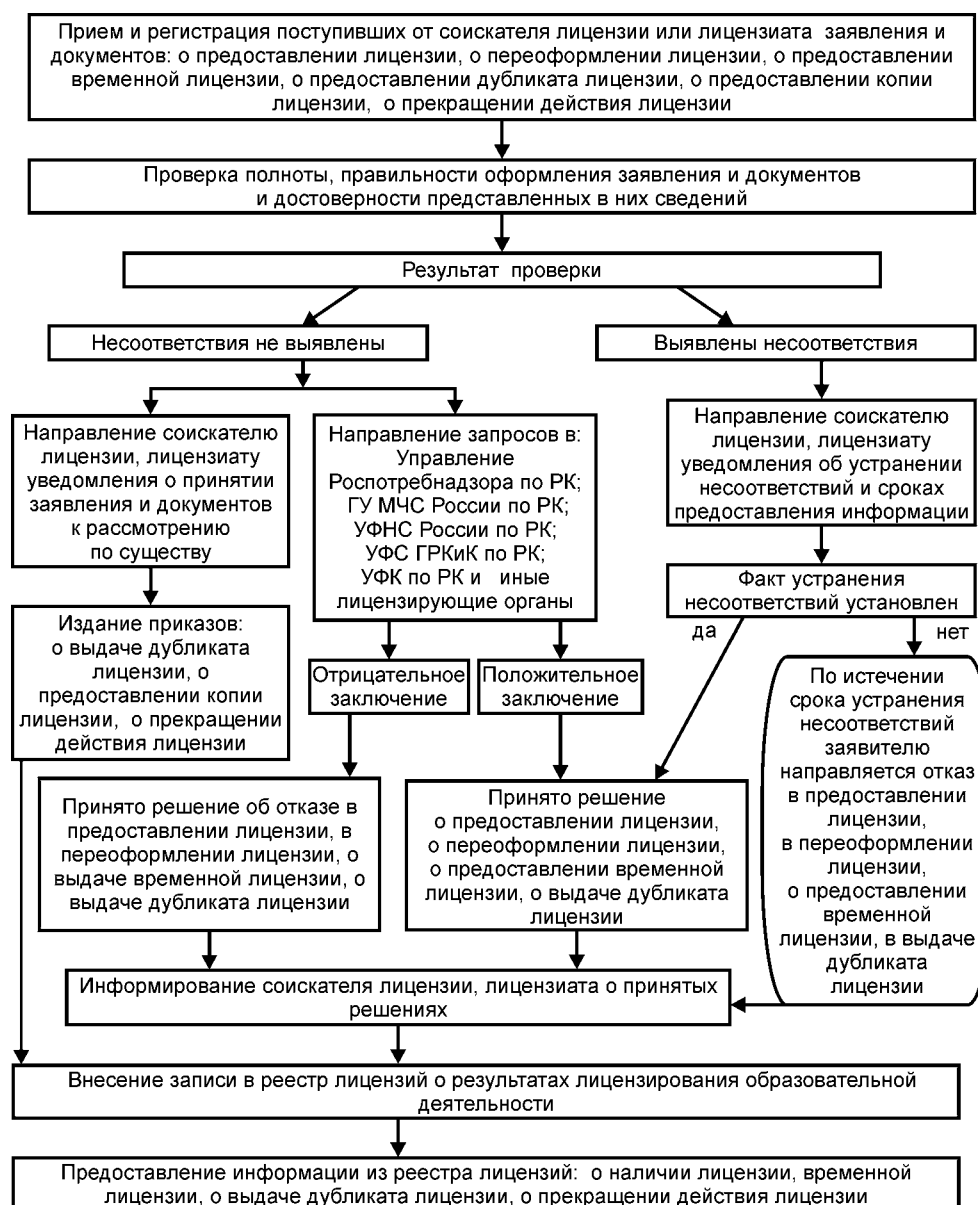 Прием и регистрация поступивших от соискателя лицензии или лицензиата заявления и
документов: о предоставлении лицензии, о переоформлении лицензии, о предоставлении
временной лицензии, о предоставлении дубликата лицензии, о предоставлении копии
лицензии, о прекращении действия лицензии
Проверка полноты, правильности оформления заявления и документов
и достоверности представленных в них сведений
Результат проверки
Несоответствия не выявлены
Выявлены несоответствия
Направление соискателю
лицензии, лицензиату
уведомления о принятии
заявления и документов
к рассмотрению
по существу
Направление запросов в:
Управление
Роспотребнадзора по РК;
ГУ МЧС России по РК;
УФНС России по РК;
УФС ГРКиК по РК;
УФК по РК и иные
лицензирующие органы
Направление соискателю
лицензии, лицензиату
уведомления об устранении
несоответствий и сроках
предоставления информации
Факт устранения
несоответствий установлен
да
нет
Издание приказов:
о выдаче дубликата
лицензии, о
предоставлении копии
лицензии, о прекращении
действия лицензии
Отрицательное
заключение
Положительное
заключение
По истечении
срока устранения
несоответствий
заявителю
направляется отказ
в предоставлении
лицензии,
в переоформлении
лицензии,
о предоставлении
временной
лицензии, в выдаче
дубликата
лицензии
Принято решение об отказе в
предоставлении лицензии, в
переоформлении лицензии, о
выдаче временной лицензии, о
выдаче дубликата лицензии
Принято решение
о предоставлении лицензии,
о переоформлении лицензии,
о предоставлении временной
лицензии, о выдаче дубликата
лицензии
Информирование соискателя лицензии, лицензиата о принятых
решениях
Внесение записи в реестр лицензий о результатах лицензирования образовательной
деятельности
Предоставление информации из реестра лицензий: о наличии лицензии, временной
лицензии, о выдаче дубликата лицензии, о прекращении действия лицензии